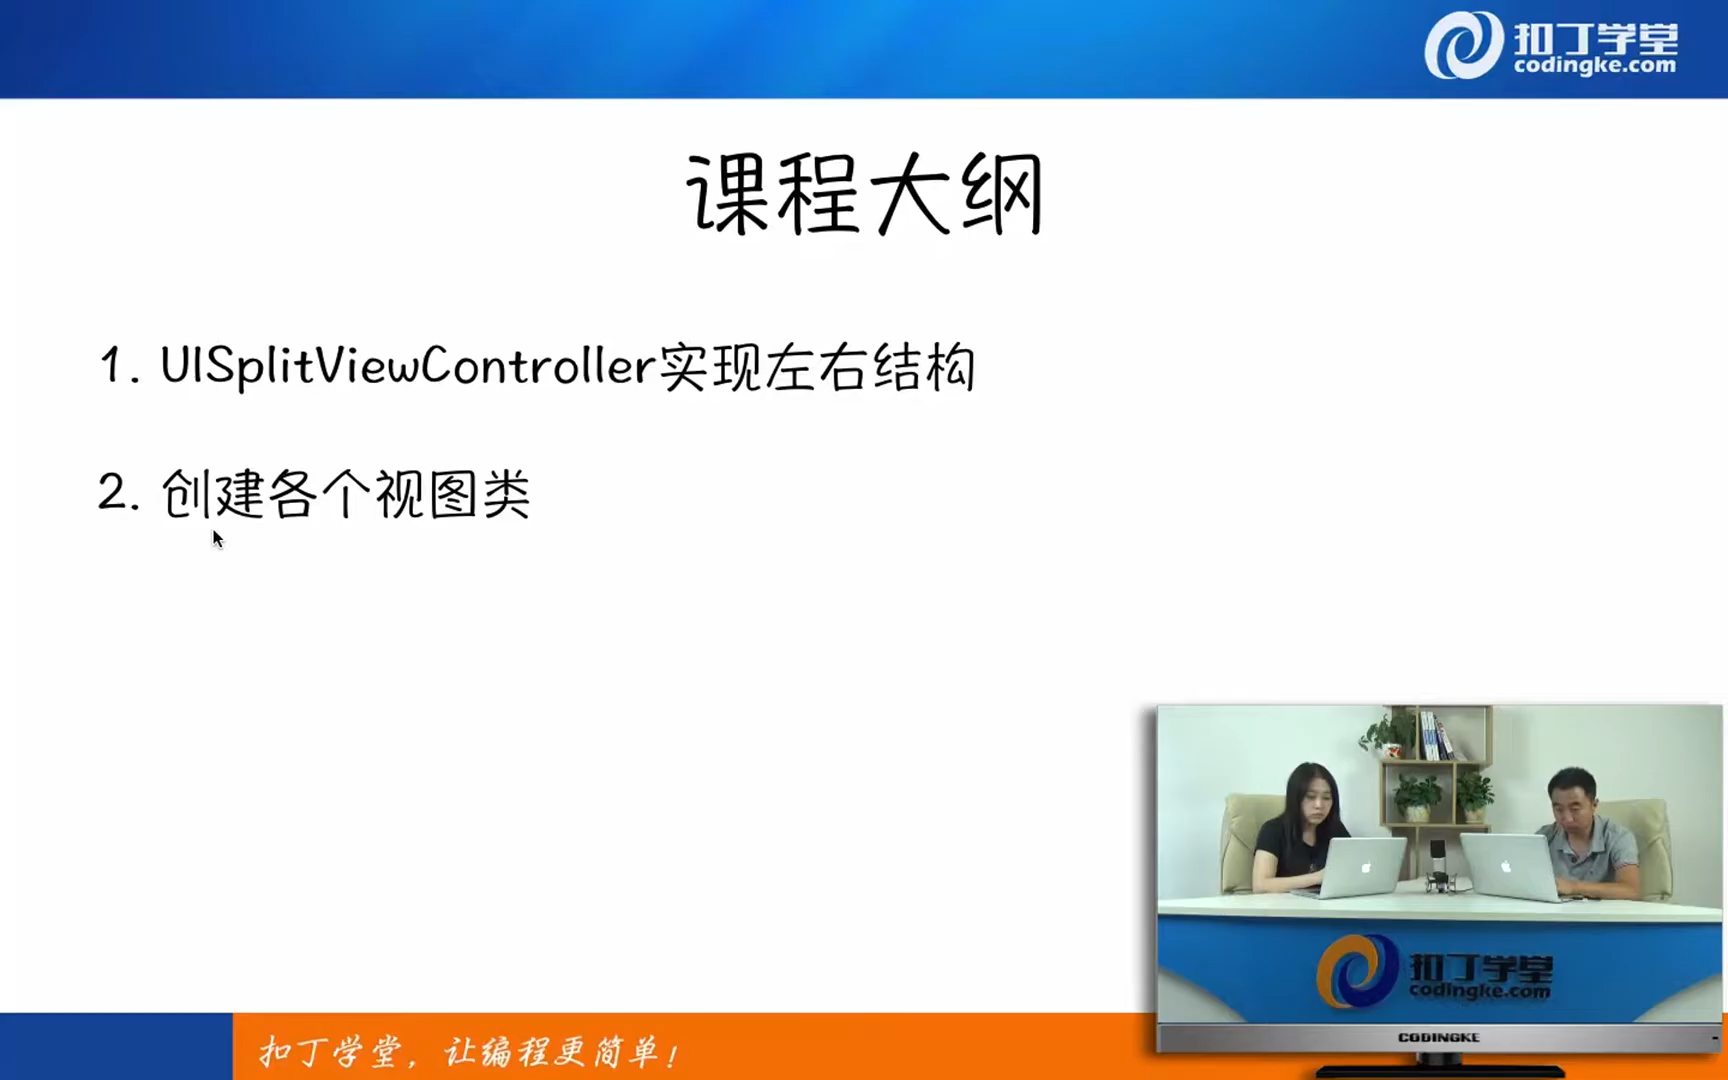 扣丁学堂
codingke.com
课程大纲
1. UISplitViewController实现左右结构
2. 创建各个视图类
扣丁学堂
codingke.com
CODINGKE
扣丁学堂，让编程更简单！